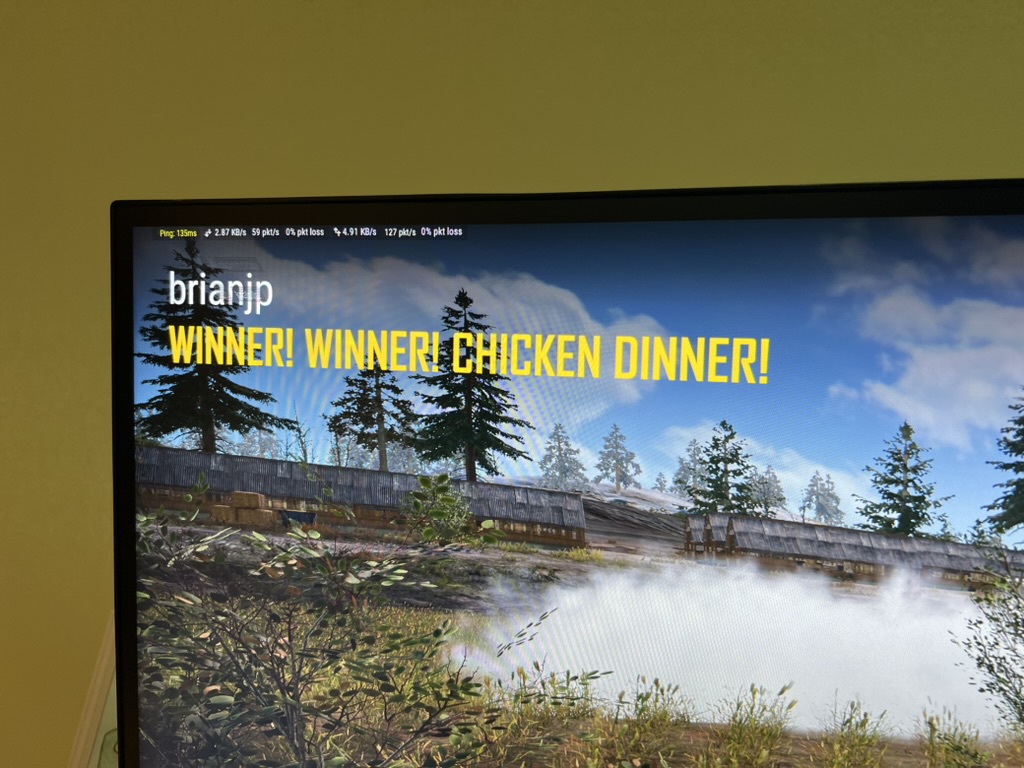 Ping: 135ms 2.87 KB/s 59 pkt/s 0% pkt loss 4.91 KB/s 127 pkt/s 0% pkt loss
brianjp
WINNER! WINNER! CHICKEN DINNER!